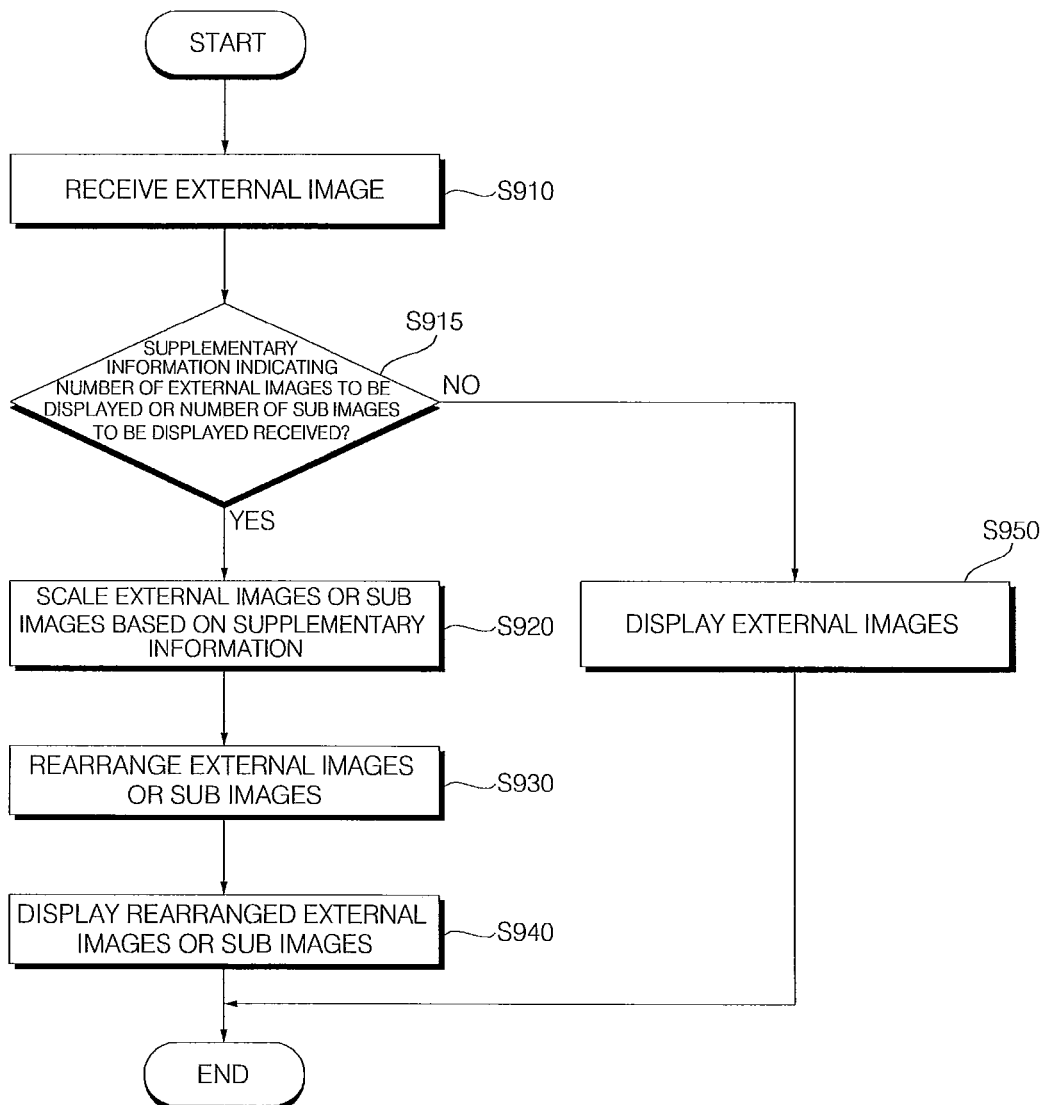 START
RECEIVE EXTERNAL IMAGE
S910
S915
SUPPLEMENTARY
INFORMATION INDICATING
NUMBER OF EXTERNAL IMAGES TO BE
DISPLAYED OR NUMBER OF SUB IMAGES
TO BE DISPLAYED RECEIVED?
NO
YES
S950
SCALE EXTERNAL IMAGES OR SUB
IMAGES BASED ON SUPPLEMENTARY
INFORMATION
S920
DISPLAY EXTERNAL IMAGES
REARRANGE EXTERNAL IMAGES
OR SUB IMAGES
S930
DISPLAY REARRANGED EXTERNAL
IMAGES OR SUB IMAGES
S940
END